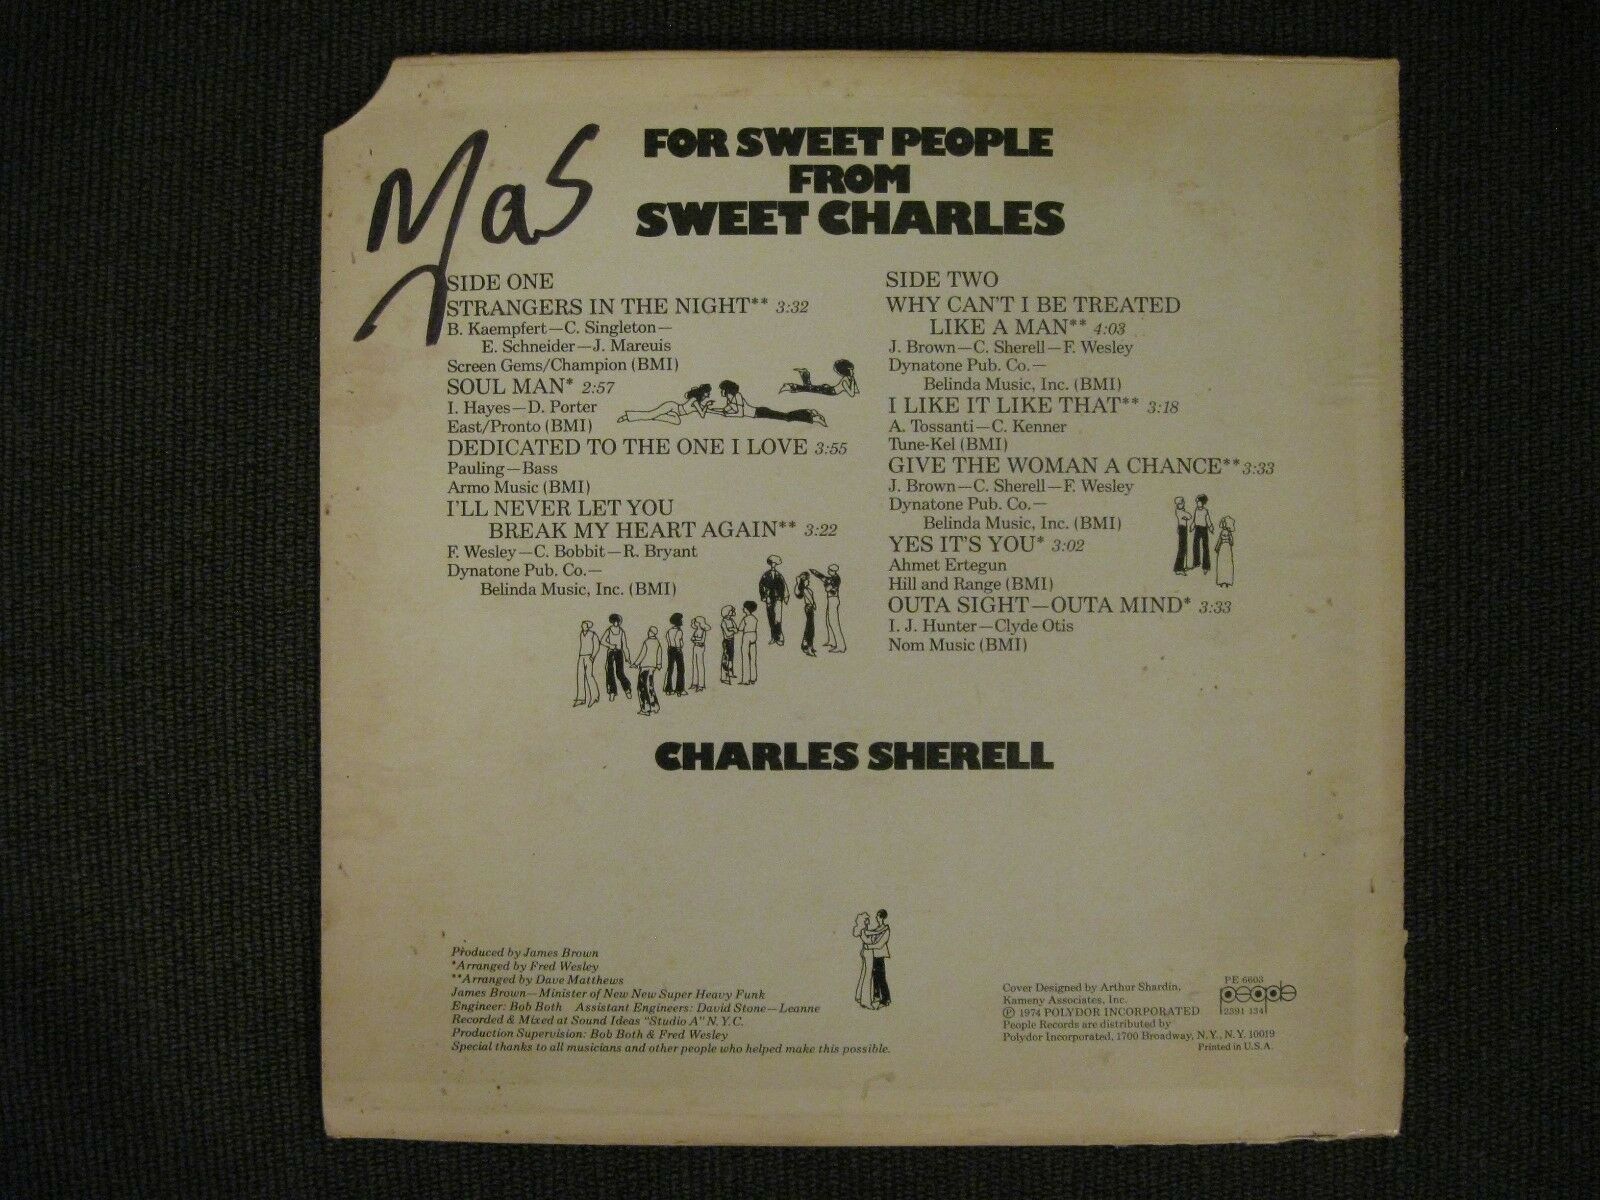 Mas
FOR SWEET PEOPLE
FROM
SWEET CHARLES
SIDE ONE
STRANGERS IN THE NIGHT** 3:32
B. Kaempfert—C. Singleton—
E. Schneider—J. Mareuis
Screen Gems/Champion (BMI)
SOUL MAN* 2:57
I. Hayes—D. Porter
East/Pronto (BMI)
DEDICATED TO THE ONE I LOVE 3:55
Pauling—Bass
Armo Music (BMI)
I'LL NEVER LET YOU
BREAK MY HEART AGAIN** 3:22
F. Wesley—C. Bobbit—R. Bryant
Dynatone Pub. Co.—
Belinda Music, Inc. (BMI)
SIDE TWO
WHY CAN'T I BE TREATED
LIKE A MAN** 4:03
J. Brown—C. Sherell—F. Wesley
Dynatone Pub. Co.—
Belinda Music, Inc. (BMI)
I LIKE IT LIKE THAT** 3:18
A. Tossanti—C. Kenner
Tune-Kel (BMI)
GIVE THE WOMAN A CHANCE** 3:33
J. Brown—C. Sherell—F. Wesley
Dynatone Pub. Co.—
Belinda Music, Inc. (BMI)
YES IT'S YOU* 3:02
Ahmet Ertegun
Hill and Range (BMI)
OUTA SIGHT—OUTA MIND* 3:33
I. J. Hunter—Clyde Otis
Nom Music (BMI)
CHARLES SHERELL
Produced by James Brown
*Arranged by Fred Wesley
**Arranged by Dave Matthews
James Brown—Minister of New New Super Heavy Funk
Engineer: Bob Both Assistant Engineers: David Stone—Leanne
Recorded & Mixed at Sound Ideas "Studio A" N.Y.C.
Production Supervision: Bob Both & Fred Wesley
Special thanks to all musicians and other people who helped make this possible.
Cover Designed by Arthur Shardin,
Kameny Associates, Inc.
Ⓟ 1974 POLYDOR INCORPORATED
People Records are distributed by
Polydor Incorporated, 1700 Broadway, N.Y., N.Y. 10019
Printed in U.S.A.
PE 6603
people
2391 134